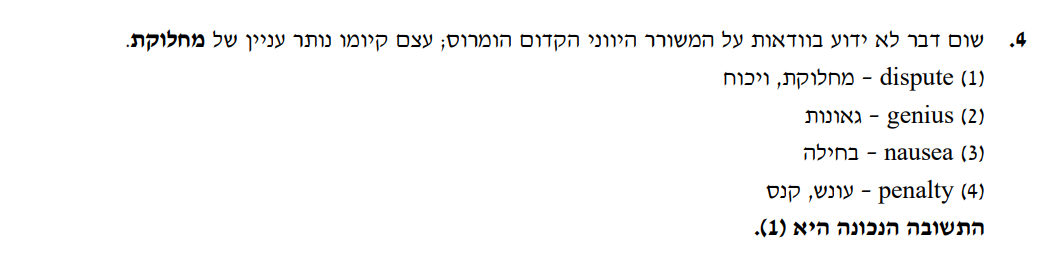 4. שום דבר לא ידוע בוודאות על המשורר היווני הקדום הומרוס; עצם קיומו נותר עניין של מחלוקת.
(1) dispute – מחלוקת, ויכוח
(2) genius – גאונות
(3) nausea – בחילה
(4) penalty – עונש, קנס
התשובה הנכונה היא (1).